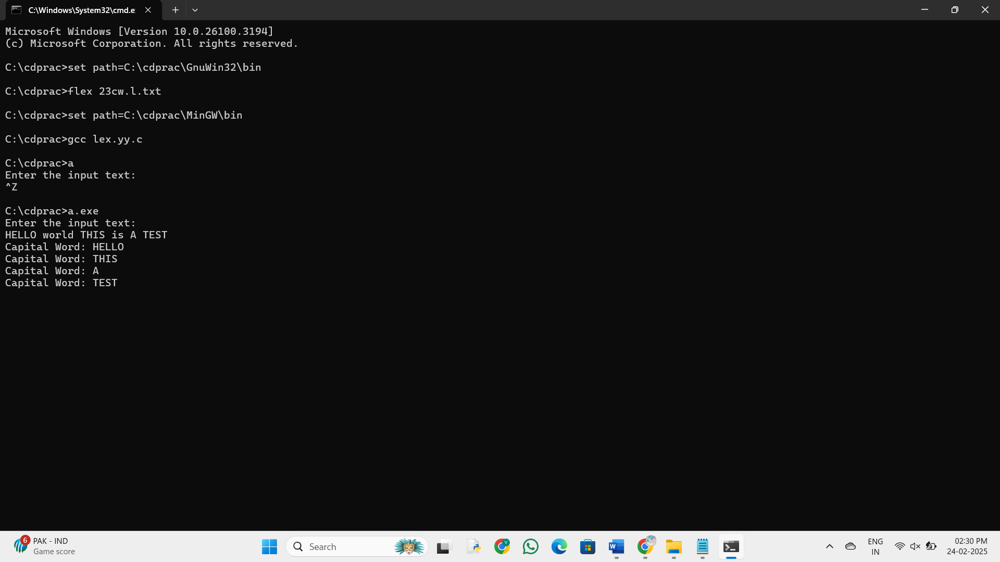 C:\Windows\System32\cmd.e
Microsoft Windows [Version 10.0.26100.3194]
(c) Microsoft Corporation. All rights reserved.
C:\cdprac>set path=C:\cdprac\GnuWin32\bin
C:\cdprac>flex 23cw.l.txt
C:\cdprac>set path=C:\cdprac\MinGW\bin
C:\cdprac>gcc lex.yy.c
C:\cdprac>a
Enter the input text:
^Z
C:\cdprac>a.exe
Enter the input text:
HELLO world THIS is A TEST
Capital Word: HELLO
Capital Word: THIS
Capital Word: A
Capital Word: TEST
6
PAK - IND
Game score
Search
V
W
ENG
IN
02:30 PM
24-02-2025